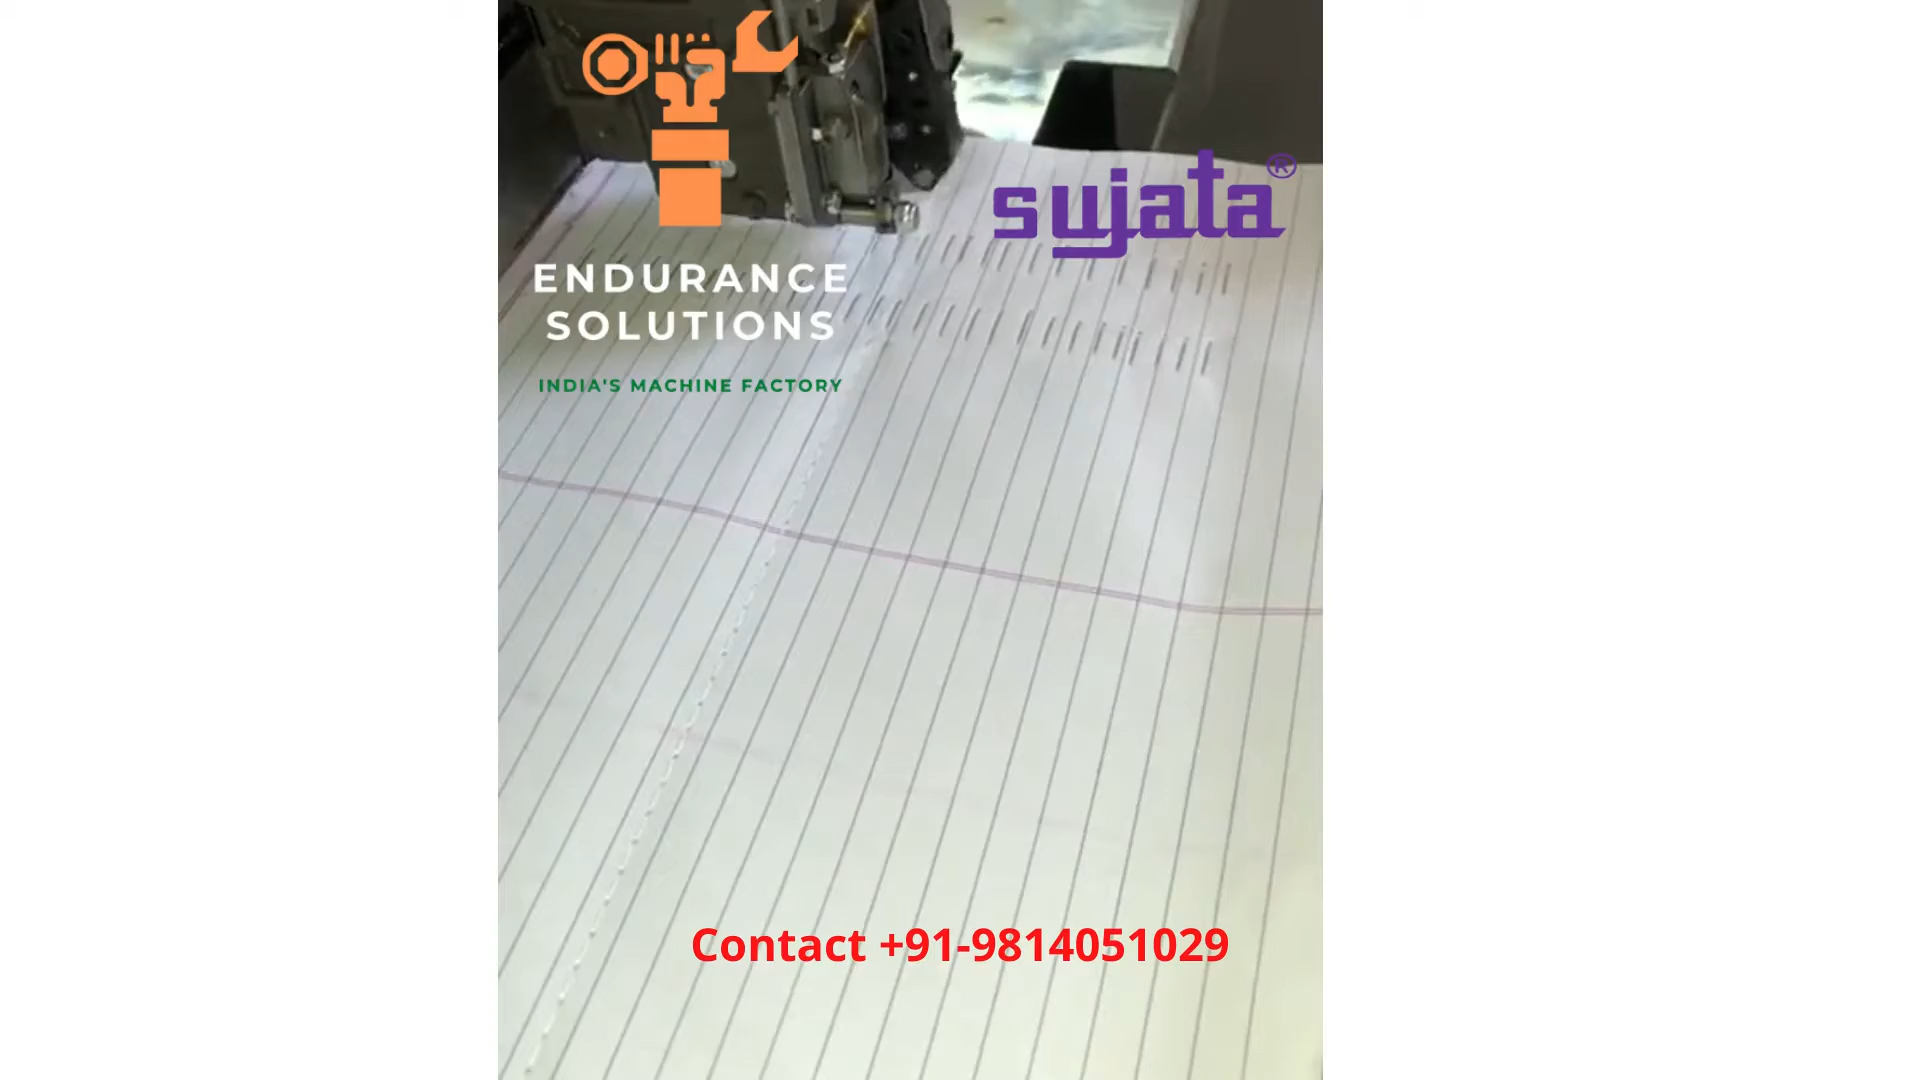 sujata®
ENDURANCE
SOLUTIONS
INDIA'S MACHINE FACTORY
Contact +91-9814051029